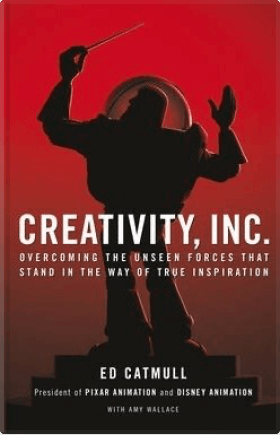 CREATIVITY, INC.
OVERCOMING THE UNSEEN FORCES THAT
STAND IN THE WAY OF TRUE INSPIRATION
ED CATMULL
President of PIXAR ANIMATION and DISNEY ANIMATION
WITH AMY WALLACE